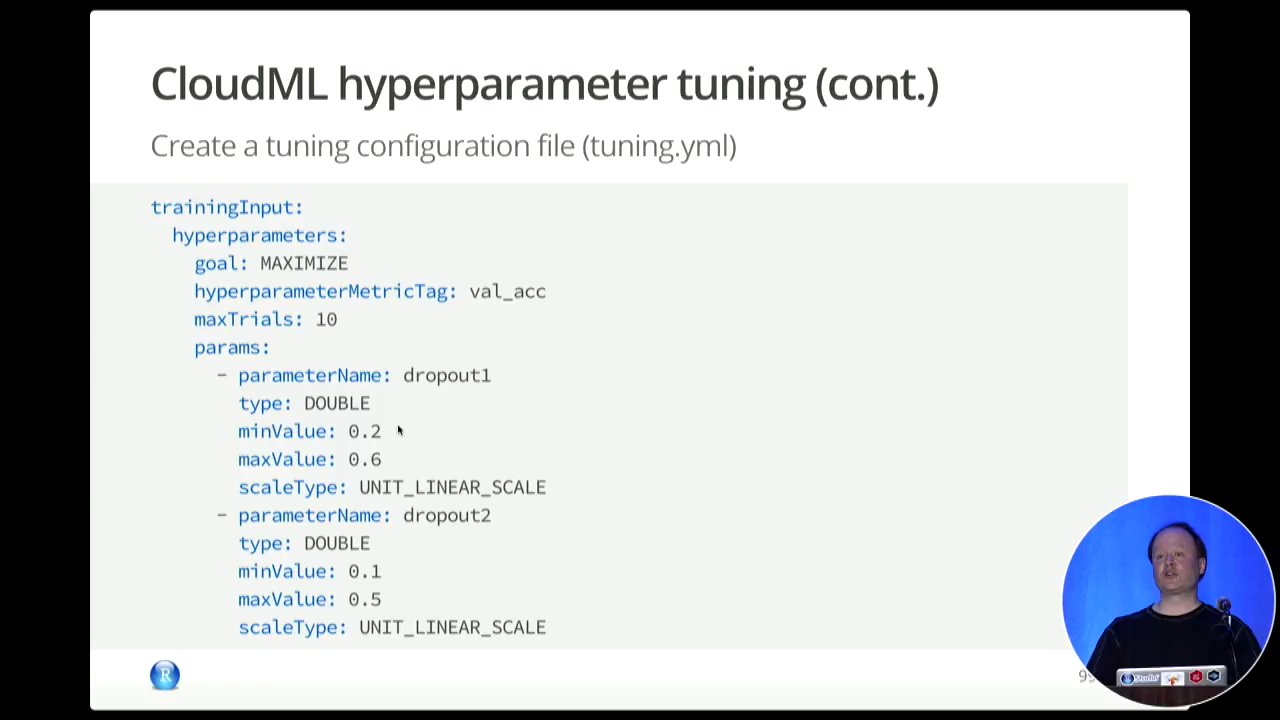 CloudML hyperparameter tuning (cont.)
Create a tuning configuration file (tuning.yml)
trainingInput:
hyperparameters:
goal: MAXIMIZE
hyperparameterMetricTag: val_acc
maxTrials: 10
params:
- parameterName: dropout1
type: DOUBLE
minValue: 0.2
maxValue: 0.6
scaleType: UNIT_LINEAR_SCALE
- parameterName: dropout2
type: DOUBLE
minValue: 0.1
maxValue: 0.5
scaleType: UNIT_LINEAR_SCALE
R